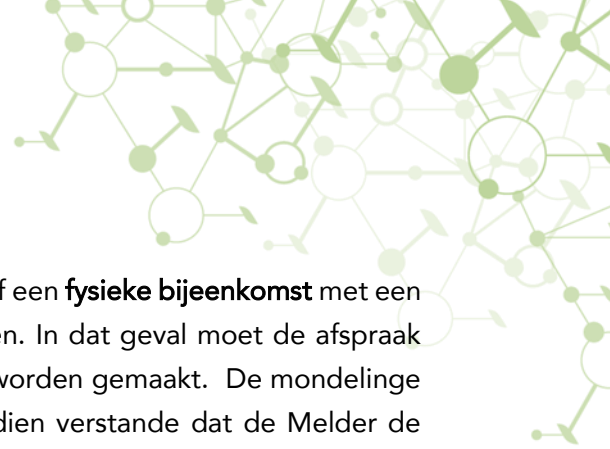 een fysieke bijeenkomst met een
In dat geval moet de afspraak
worden gemaakt. De mondelinge
dien verstande dat de Melder de